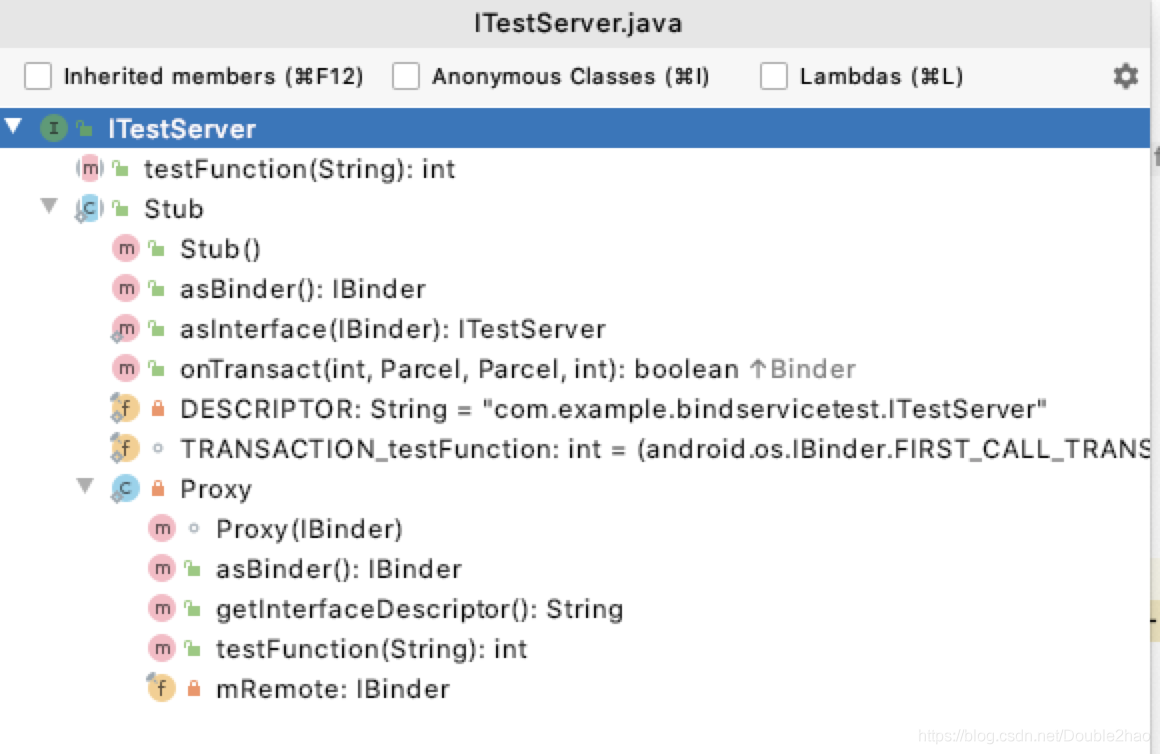 ITestServer.java
Inherited members (⌘F12) Anonymous Classes (⌘I) Lambdas (⌘L)
ITestServer
testFunction(String): int
Stub
Stub()
asBinder(): IBinder
asInterface(IBinder): ITestServer
onTransact(int, Parcel, Parcel, int): boolean ↑Binder
DESCRIPTOR: String = "com.example.bindservicetest.ITestServer"
TRANSACTION_testFunction: int = (android.os.IBinder.FIRST_CALL_TRANS
Proxy
Proxy(IBinder)
asBinder(): IBinder
getInterfaceDescriptor(): String
testFunction(String): int
mRemote: IBinder
https://blog.csdn.net/Double2hao